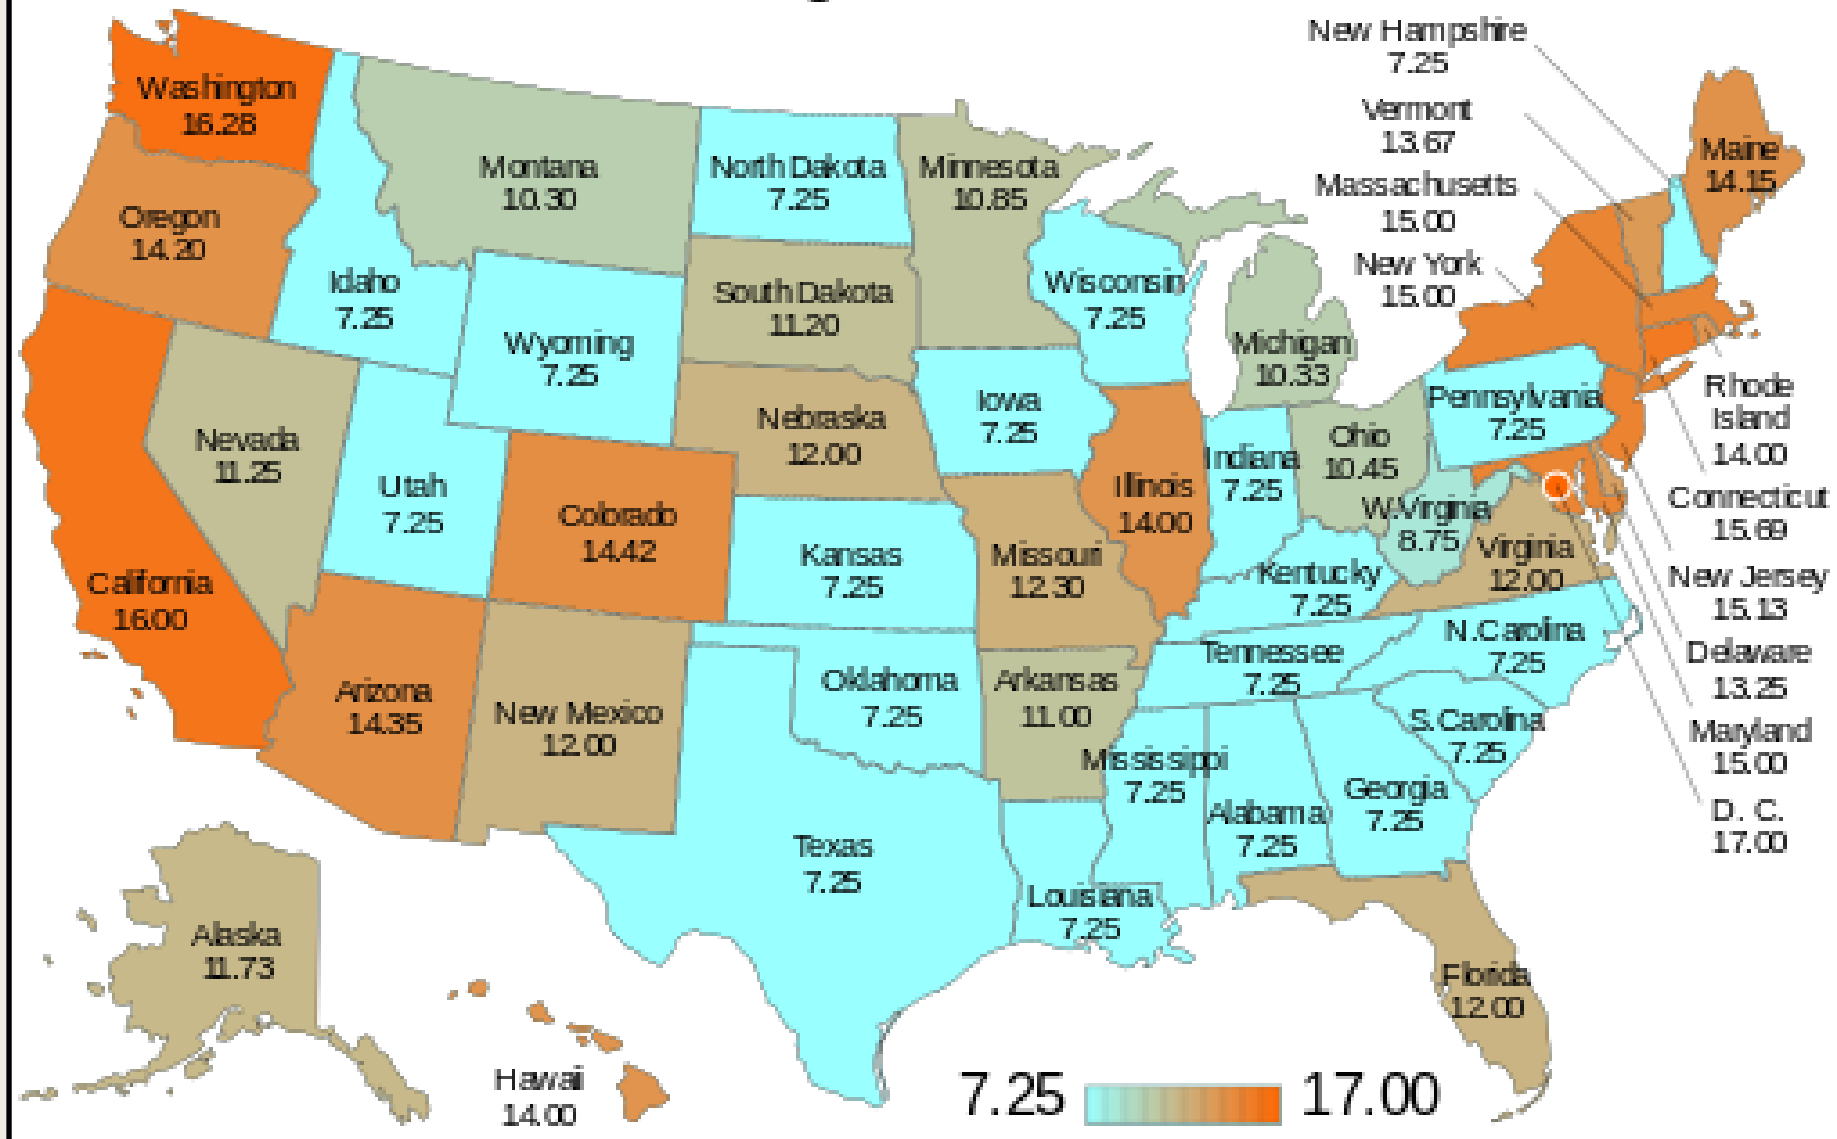 Washington
16.28
Oregon
14.20
California
16.00
Nevada
11.25
Idaho
7.25
Montana
10.30
Wyoming
7.25
Utah
7.25
Colorado
14.42
Arizona
14.35
New Mexico
12.00
North Dakota
7.25
South Dakota
11.20
Nebraska
12.00
Kansas
7.25
Oklahoma
7.25
Texas
7.25
Minnesota
10.85
Iowa
7.25
Missouri
12.30
Arkansas
11.00
Louisiana
7.25
Wisconsin
7.25
Illinois
14.00
Michigan
10.33
Indiana
7.25
Ohio
10.45
Kentucky
7.25
Tennessee
7.25
Mississippi
7.25
Alabama
7.25
Georgia
7.25
Florida
12.00
S.Carolina
7.25
N.Carolina
7.25
Virginia
12.00
W.Virginia
8.75
Pennsylvania
7.25
New Hampshire
7.25
Vermont
13.67
Massachusetts
15.00
New York
15.00
Maine
14.15
Rhode
Island
14.00
Connecticut
15.69
New Jersey
15.13
Delaware
13.25
Maryland
15.00
D. C.
17.00
Alaska
11.73
Hawaii
14.00
7.25
17.00